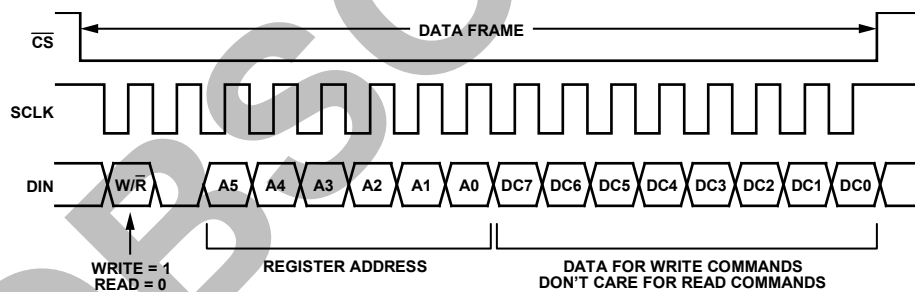 DATA FRAME
CS
SCLK
DIN
W/R A5 A4 A3 A2 A1 A0 DC7 DC6 DC5 DC4 DC3 DC2 DC1 DC0
WRITE = 1
READ = 0
REGISTER ADDRESS
DATA FOR WRITE COMMANDS
DON'T CARE FOR READ COMMANDS
OBSO